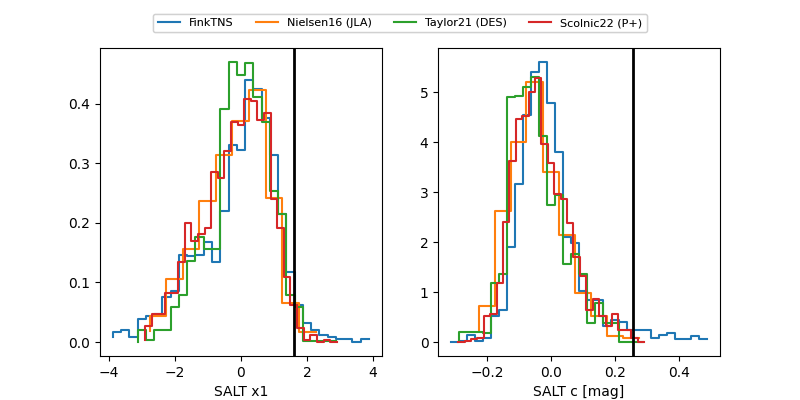 FinkTNS Nielsen16 (JLA) Taylor21 (DES) Scolnic22 (P+)
0.4
0.3
0.2
0.1
0.0
−4 −2 0 2 4
SALT x1
5
4
3
2
1
0
−0.2 0.0 0.2 0.4
SALT c [mag]